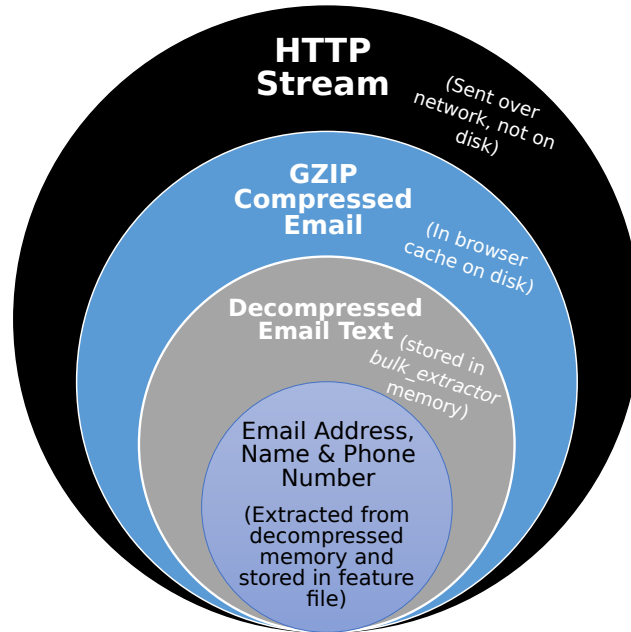 HTTP
Stream
(Sent over
network, not on
disk)
GZIP
Compressed
Email
(In browser
cache on disk)
Decompressed
Email Text
(stored in
bulk_extractor
memory)
Email Address,
Name & Phone
Number
(Extracted from
decompressed
memory and
stored in feature
file)